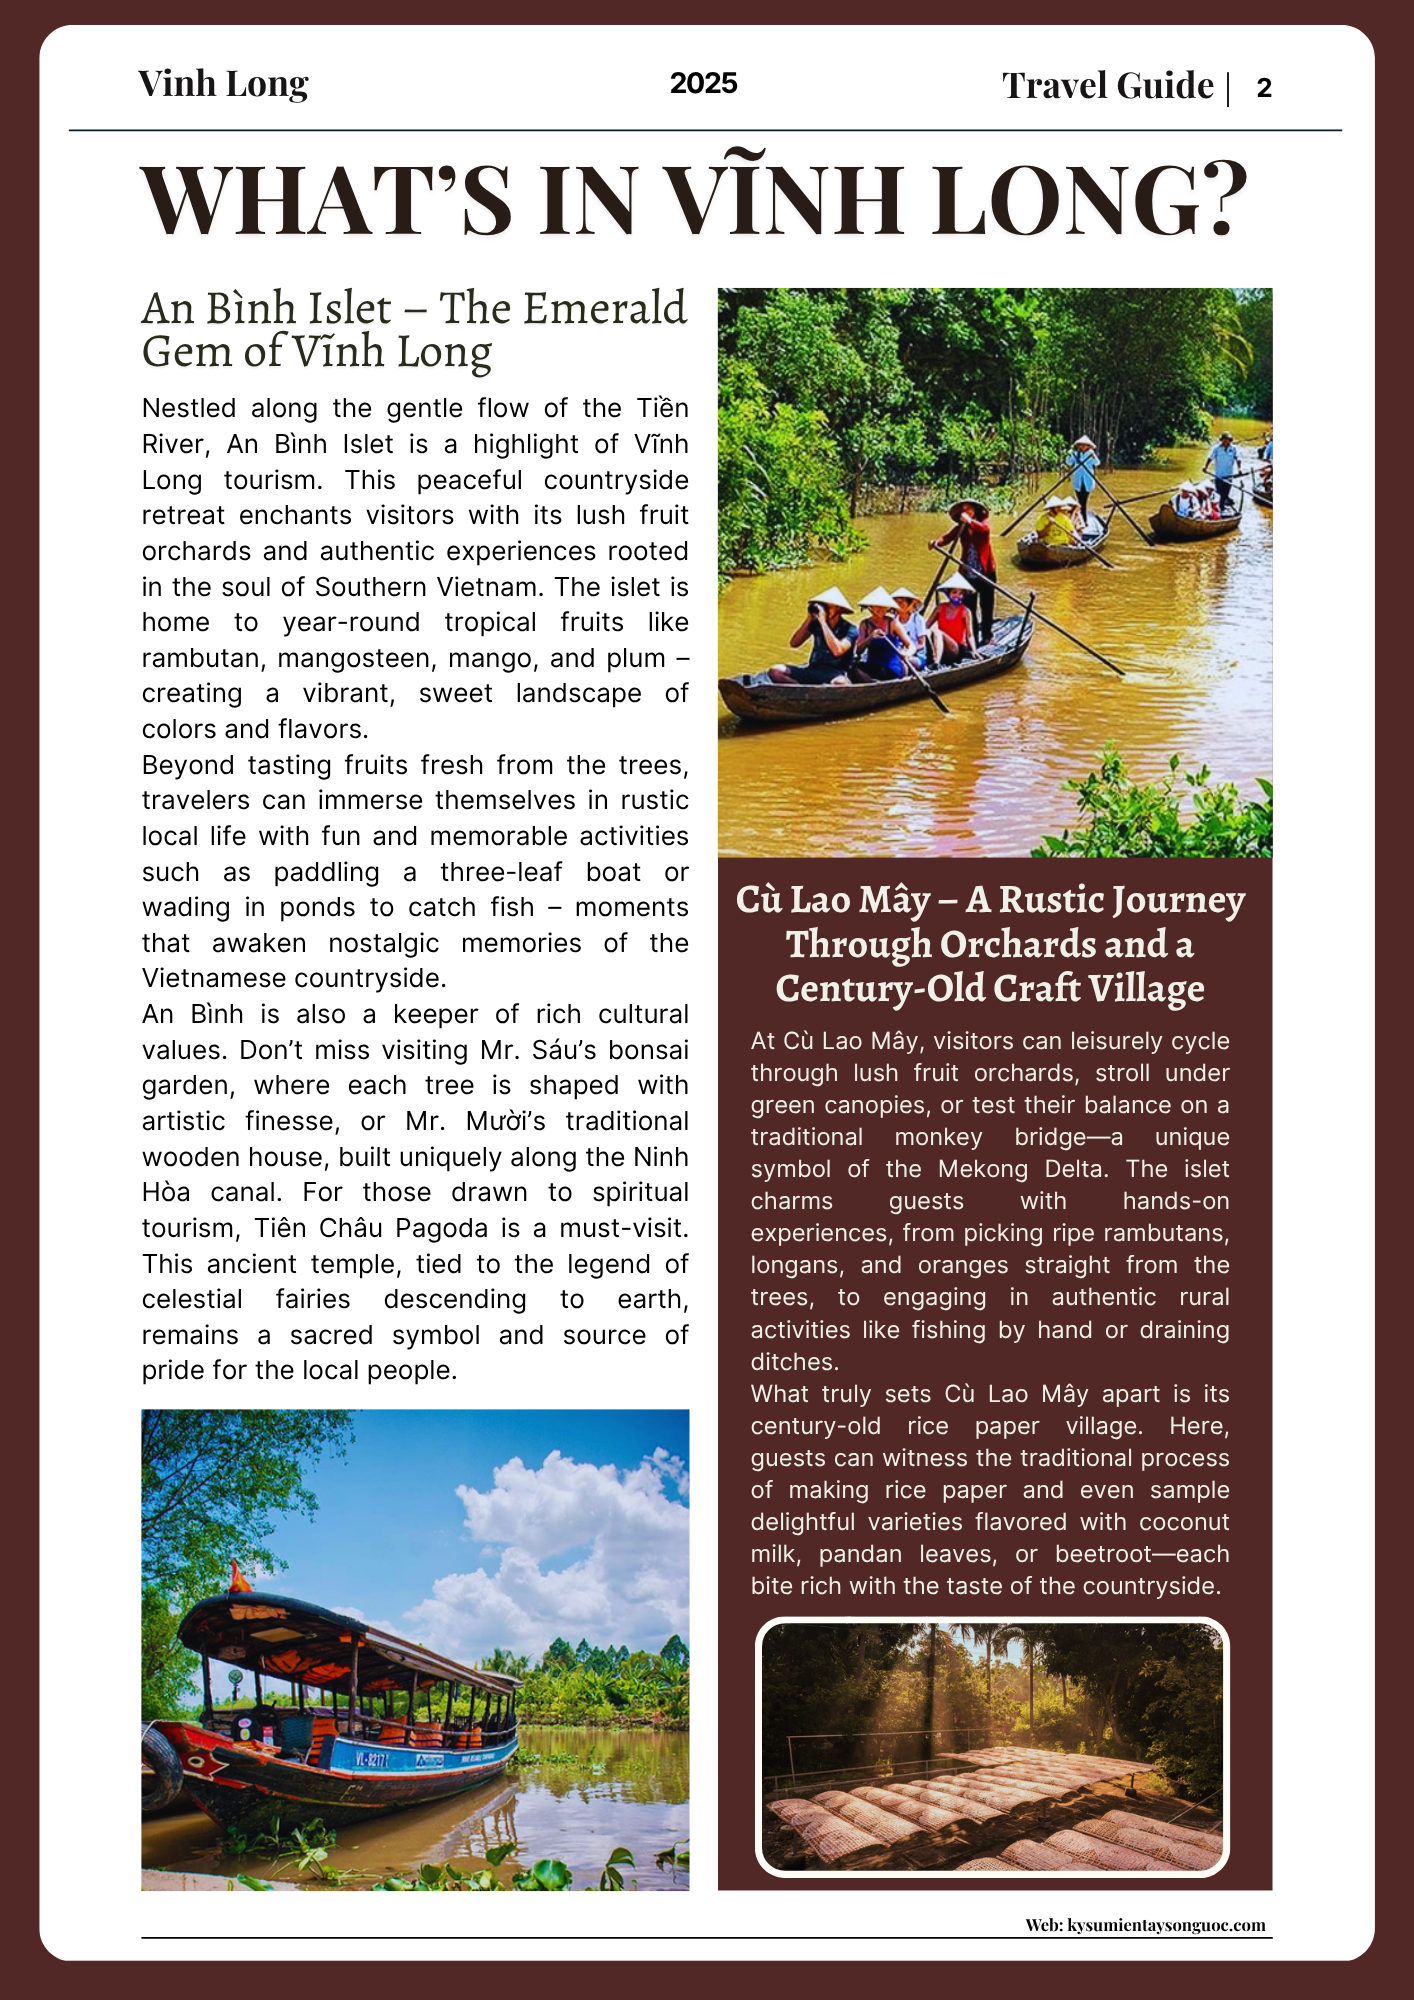 Vinh Long
2025
Travel Guide | 2
WHAT’S IN VĨNH LONG?
An Bình Islet – The Emerald
Gem of Vĩnh Long
Nestled along the gentle flow of the Tiền
River, An Bình Islet is a highlight of Vĩnh
Long tourism. This peaceful countryside
retreat enchants visitors with its lush fruit
orchards and authentic experiences rooted
in the soul of Southern Vietnam. The islet is
home to year-round tropical fruits like
rambutan, mangosteen, mango, and plum –
creating a vibrant, sweet landscape of
colors and flavors.
Beyond tasting fruits fresh from the trees,
travelers can immerse themselves in rustic
local life with fun and memorable activities
such as paddling a three-leaf boat or
wading in ponds to catch fish – moments
that awaken nostalgic memories of the
Vietnamese countryside.
An Bình is also a keeper of rich cultural
values. Don’t miss visiting Mr. Sáu’s bonsai
garden, where each tree is shaped with
artistic finesse, or Mr. Mười’s traditional
wooden house, built uniquely along the Ninh
Hòa canal. For those drawn to spiritual
tourism, Tiên Châu Pagoda is a must-visit.
This ancient temple, tied to the legend of
celestial fairies descending to earth,
remains a sacred symbol and source of
pride for the local people.
VL-8217
Cù Lao Mây – A Rustic Journey
Through Orchards and a
Century-Old Craft Village
At Cù Lao Mây, visitors can leisurely cycle
through lush fruit orchards, stroll under
green canopies, or test their balance on a
traditional monkey bridge—a unique
symbol of the Mekong Delta. The islet
charms guests with hands-on
experiences, from picking ripe rambutans,
longans, and oranges straight from the
trees, to engaging in authentic rural
activities like fishing by hand or draining
ditches.
What truly sets Cù Lao Mây apart is its
century-old rice paper village. Here,
guests can witness the traditional process
of making rice paper and even sample
delightful varieties flavored with coconut
milk, pandan leaves, or beetroot—each
bite rich with the taste of the countryside.
Web: kysumientaysonguoc.com